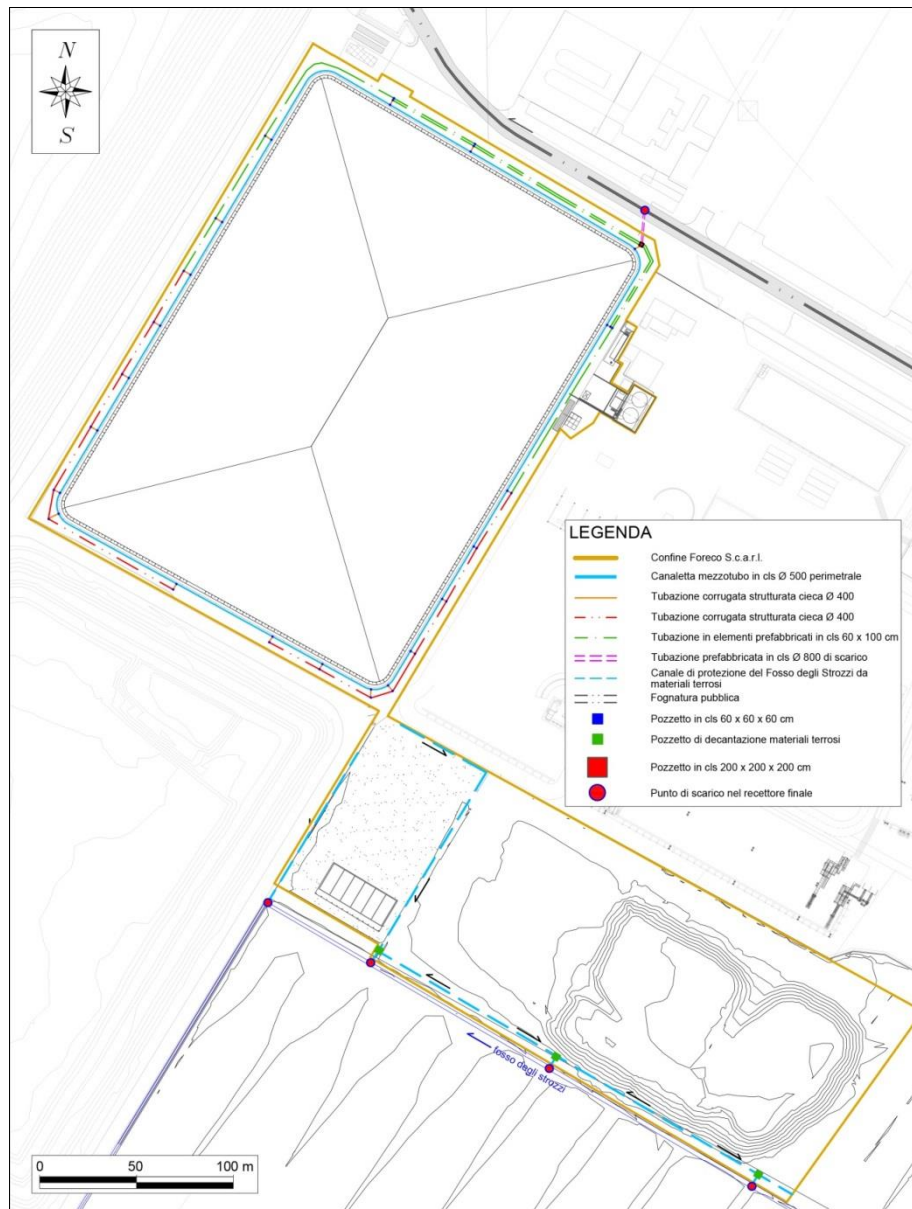 N
S
LEGENDA
Confine Foreco S.c.a.r.l.
Canaletta mezzotubo in cls Ø 500 perimetrale
Tubazione corrugata strutturata cieca Ø 400
Tubazione corrugata strutturata cieca Ø 400
Tubazione in elementi prefabbricati in cls 60 x 100 cm
Tubazione prefabbricata in cls Ø 800 di scarico
Canale di protezione del Fosso degli Strozzi da
materiali terrosi
Fognatura pubblica
Pozzetto in cls 60 x 60 x 60 cm
Pozzetto di decantazione materiali terrosi
Pozzetto in cls 200 x 200 x 200 cm
Punto di scarico nel recettore finale
fosso degli strozzi
0 50 100 m